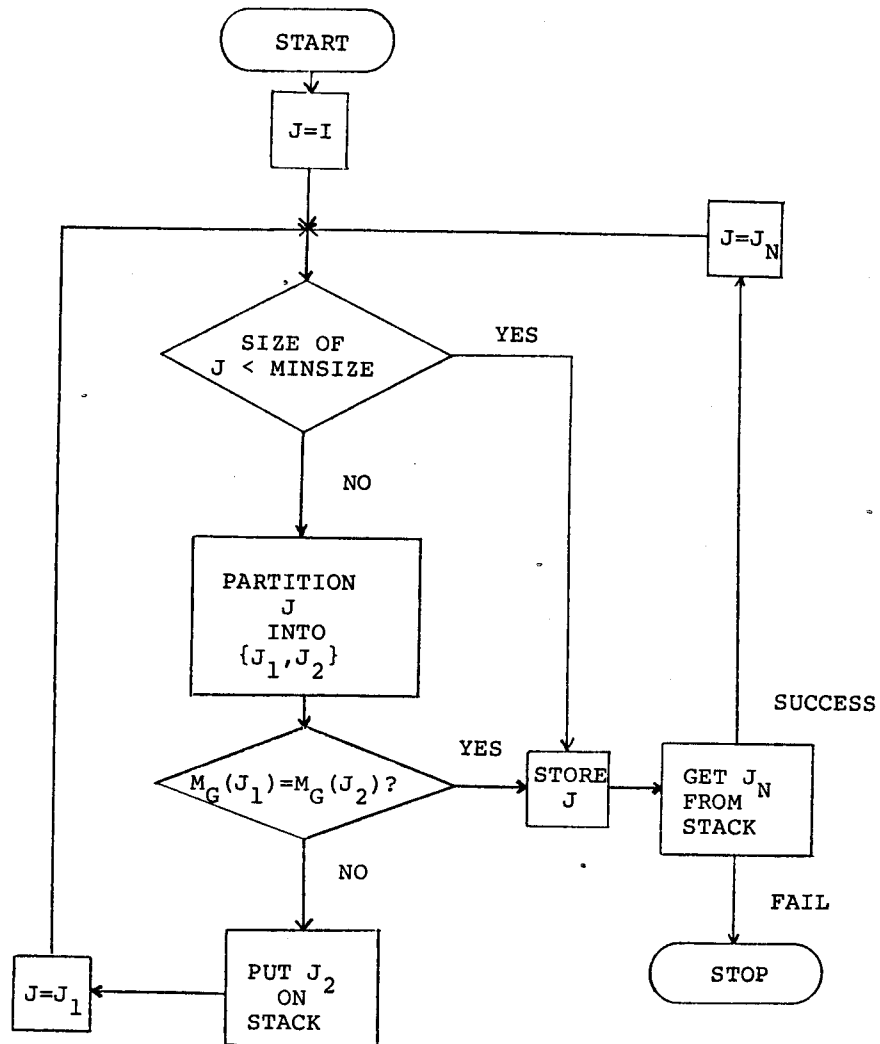 START
J=I
J=J_N
SIZE OF
J < MINSIZE
YES
NO
PARTITION
J
INTO
{J_1,J_2}
SUCCESS
M_G(J_1)=M_G(J_2)?
YES
STORE
J
GET J_N
FROM
STACK
NO
FAIL
PUT J_2
ON
STACK
J=J_1
STOP